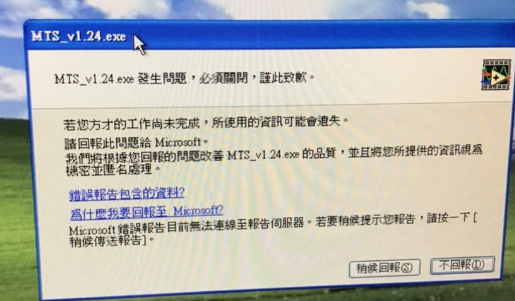 MTS_v1.24.exe
MTS_v1.24.exe 發生問題，必須關閉，謹此致歉。
若您方才的工作尚未完成，所使用的資訊可能會遺失。
請回報此問題給 Microsoft。
我們將根據您回報的問題改善 MTS_v1.24.exe 的品質，並且將您所提供的資訊視為
機密並匿名處理。
錯誤報告包含的資料?
為什麼我要回報至 Microsoft?
Microsoft 錯誤報告目前無法連線至報告伺服器。若要稍候提示您報告，請按一下 [
稍候傳送報告]。
稍候回報(S)
不回報(D)